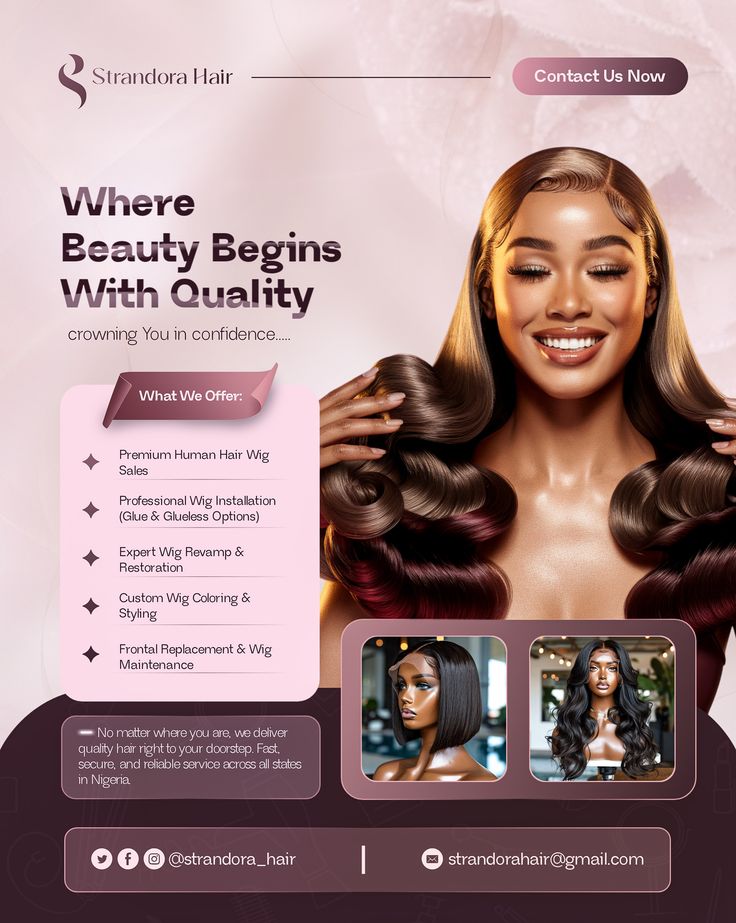 Strandora Hair
Contact Us Now
Where
Beauty Begins
With Quality
crowning You in confidence.....
What We Offer:
Premium Human Hair Wig
Sales
Professional Wig Installation
(Glue & Glueless Options)
Expert Wig Revamp &
Restoration
Custom Wig Coloring &
Styling
Frontal Replacement & Wig
Maintenance
No matter where you are, we deliver
quality hair right to your doorstep. Fast,
secure, and reliable service across all states
in Nigeria.
@strandora_hair
strandorahair@gmail.com